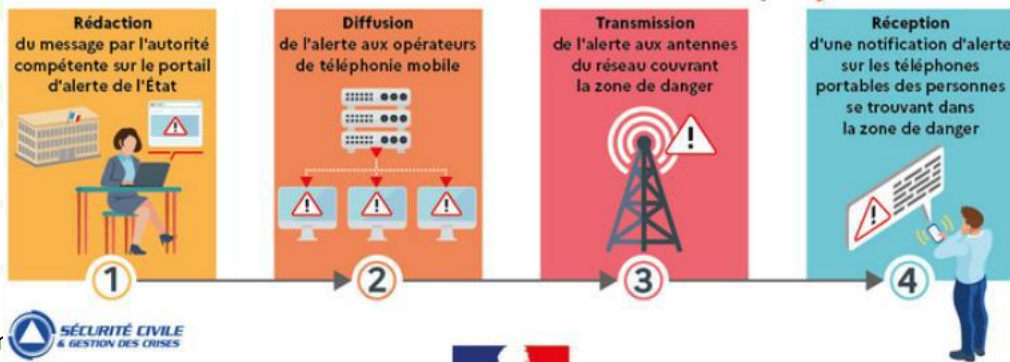 Rédaction
du message par l'autorité
compétente sur le portail
d'alerte de l'État
1
Diffusion
de l'alerte aux opérateurs
de téléphonie mobile
2
Transmission
de l'alerte aux antennes
du réseau couvrant
la zone de danger
3
Réception
d'une notification d'alerte
sur les téléphones
portables des personnes
se trouvant dans
la zone de danger
4
SÉCURITÉ CIVILE
& GESTION DES CRISES